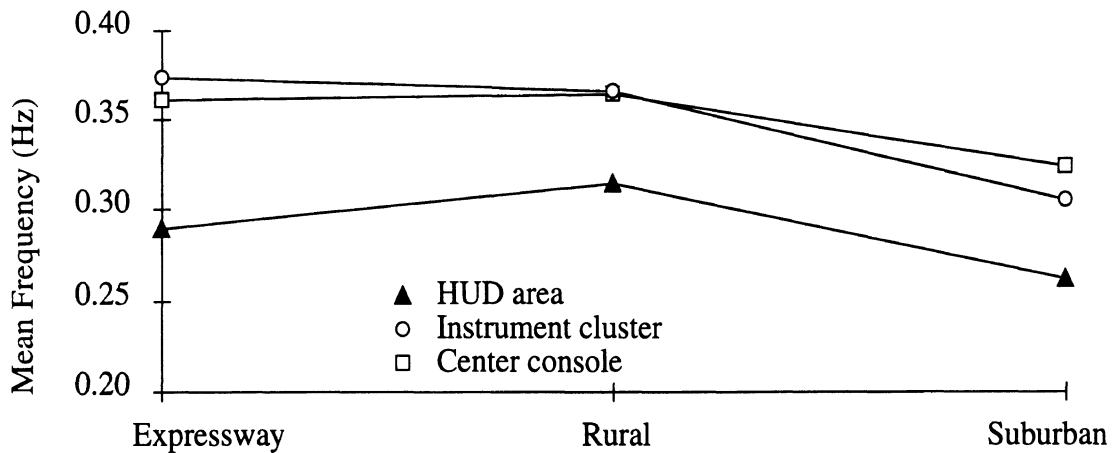 0.40
0.35
0.30
0.25
0.20
Mean Frequency (Hz)
HUD area
Instrument cluster
Center console
Expressway Rural Suburban